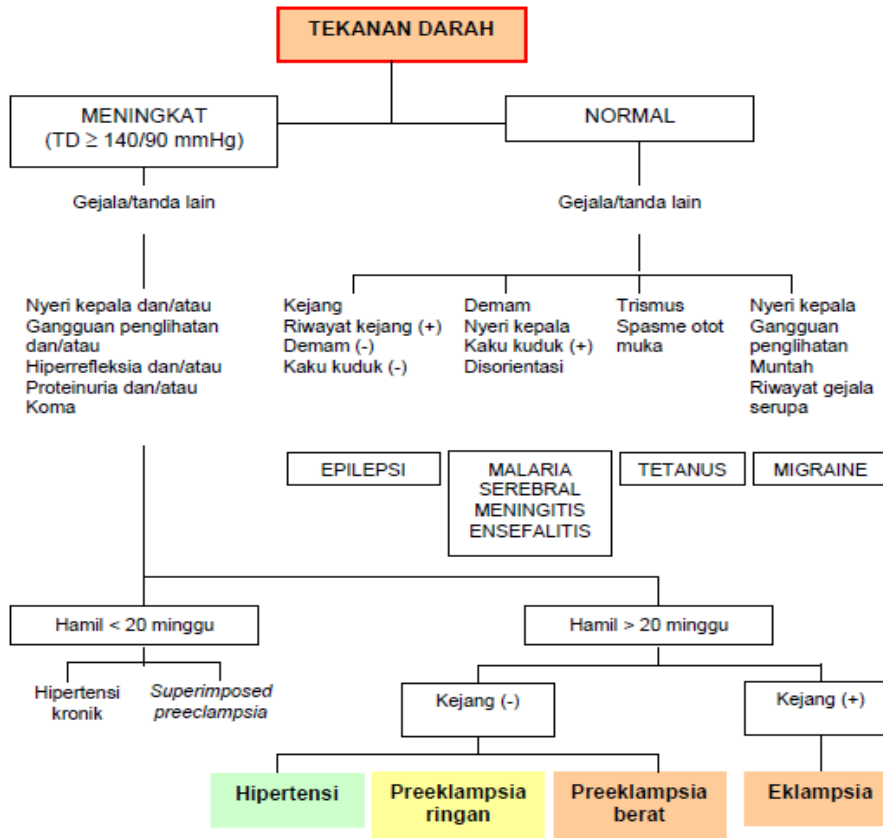 TEKANAN DARAH
MENINGKAT
(TD ≥ 140/90 mmHg)
NORMAL
Gejala/tanda lain
Gejala/tanda lain
Nyeri kepala dan/atau
Gangguan penglihatan
dan/atau
Hiperrefleksia dan/atau
Proteinuria dan/atau
Koma
Kejang
Riwayat kejang (+)
Demam (-)
Kaku kuduk (-)
Demam
Nyeri kepala
Kaku kuduk (+)
Disorientasi
Trismus
Spasme otot
muka
Nyeri kepala
Gangguan
penglihatan
Muntah
Riwayat gejala
serupa
EPILEPSI
MALARIA
SEREBRAL
MENINGITIS
ENSEFALITIS
TETANUS
MIGRAINE
Hamil < 20 minggu
Hamil > 20 minggu
Hipertensi
kronik
Superimposed
preeclampsia
Kejang (-)
Kejang (+)
Hipertensi
Preeklampsia
ringan
Preeklampsia
berat
Eklampsia